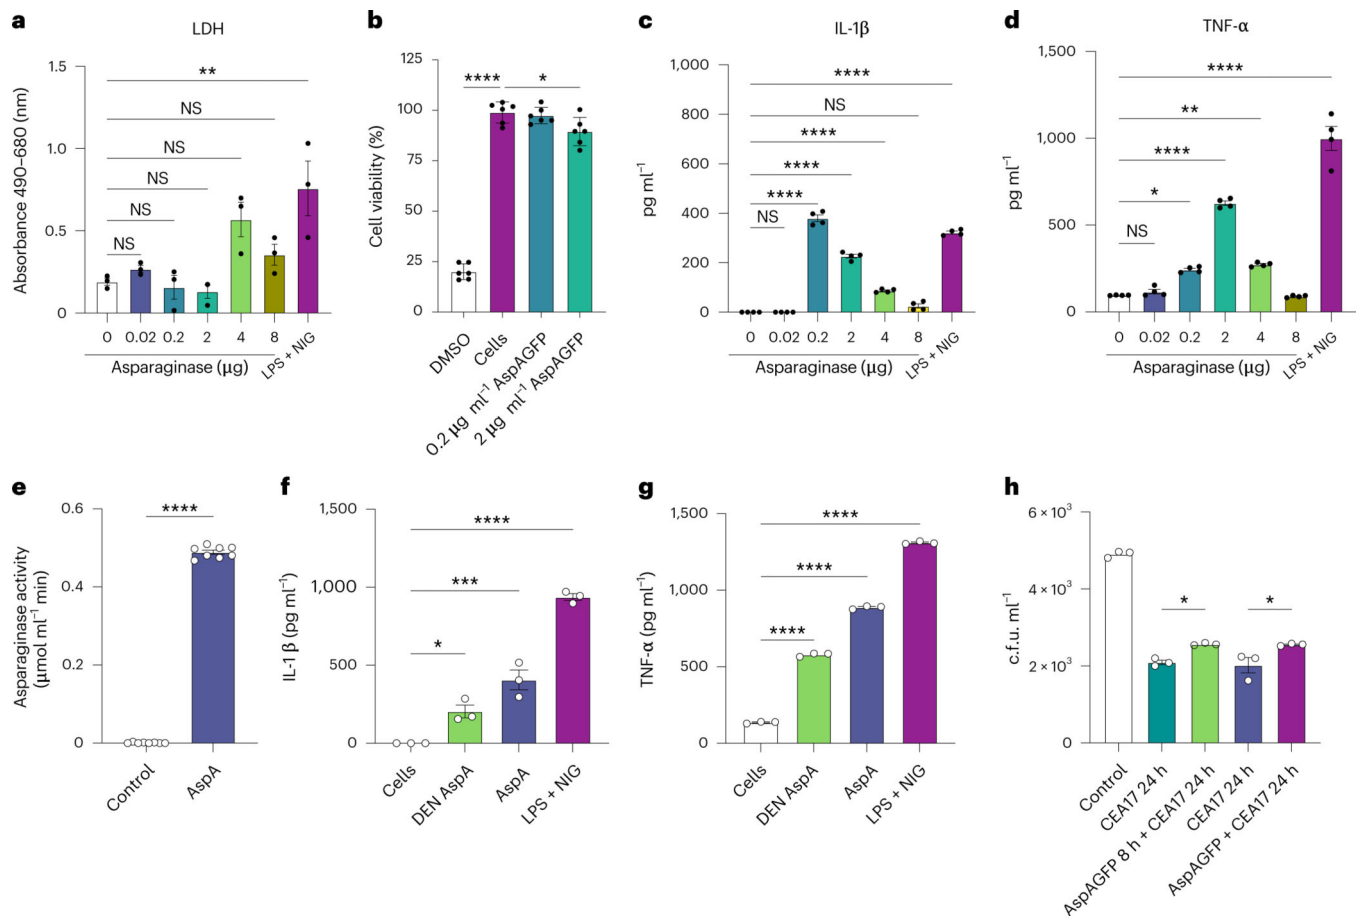 a
LDH
Absorbance 490–680 (nm)
1.5
1.0
0.5
0
**
NS
NS
NS
NS
NS
0
0.02
0.2
2
4
8
LPS + NIG
Asparaginase (μg)
b
Cell viability (%)
125
100
75
50
25
0
****
*
DMSO
Cells
0.2 μg ml⁻¹ AspAGFP
2 μg ml⁻¹ AspAGFP
c
IL-1β
pg ml⁻¹
1,000
800
600
400
200
0
****
NS
****
****
****
NS
0
0.02
0.2
2
4
8
LPS + NIG
Asparaginase (μg)
d
TNF-α
pg ml⁻¹
1,500
1,000
500
0
****
**
****
*
NS
0
0.02
0.2
2
4
8
LPS + NIG
Asparaginase (μg)
e
Asparaginase activity
(μmol ml⁻¹ min)
0.6
0.4
0.2
0
****
Control
AspA
f
IL-1 β (pg ml⁻¹)
1,500
1,000
500
0
****
***
*
Cells
DEN AspA
AspA
LPS + NIG
g
TNF-α (pg ml⁻¹)
1,500
1,000
500
0
****
****
****
Cells
DEN AspA
AspA
LPS + NIG
h
c.f.u. ml⁻¹
6 × 10³
4 × 10³
2 × 10³
0
*
*
Control
CEA17 24 h
AspAGFP 8 h + CEA17 24 h
CEA17 24 h
AspAGFP + CEA17 24 h